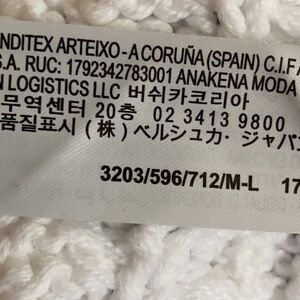 NDITEX ARTEIXO - A CORUÑA (SPAIN) C.I.F.
S.A. RUC: 1792342783001 ANAKENA MODA
N LOGISTICS LLC 버쉬카코리아
무역센터 20층 02 3413 9800
품질표시 (株) ベルシュカ・ジャパ
3203/596/712/M-L 17